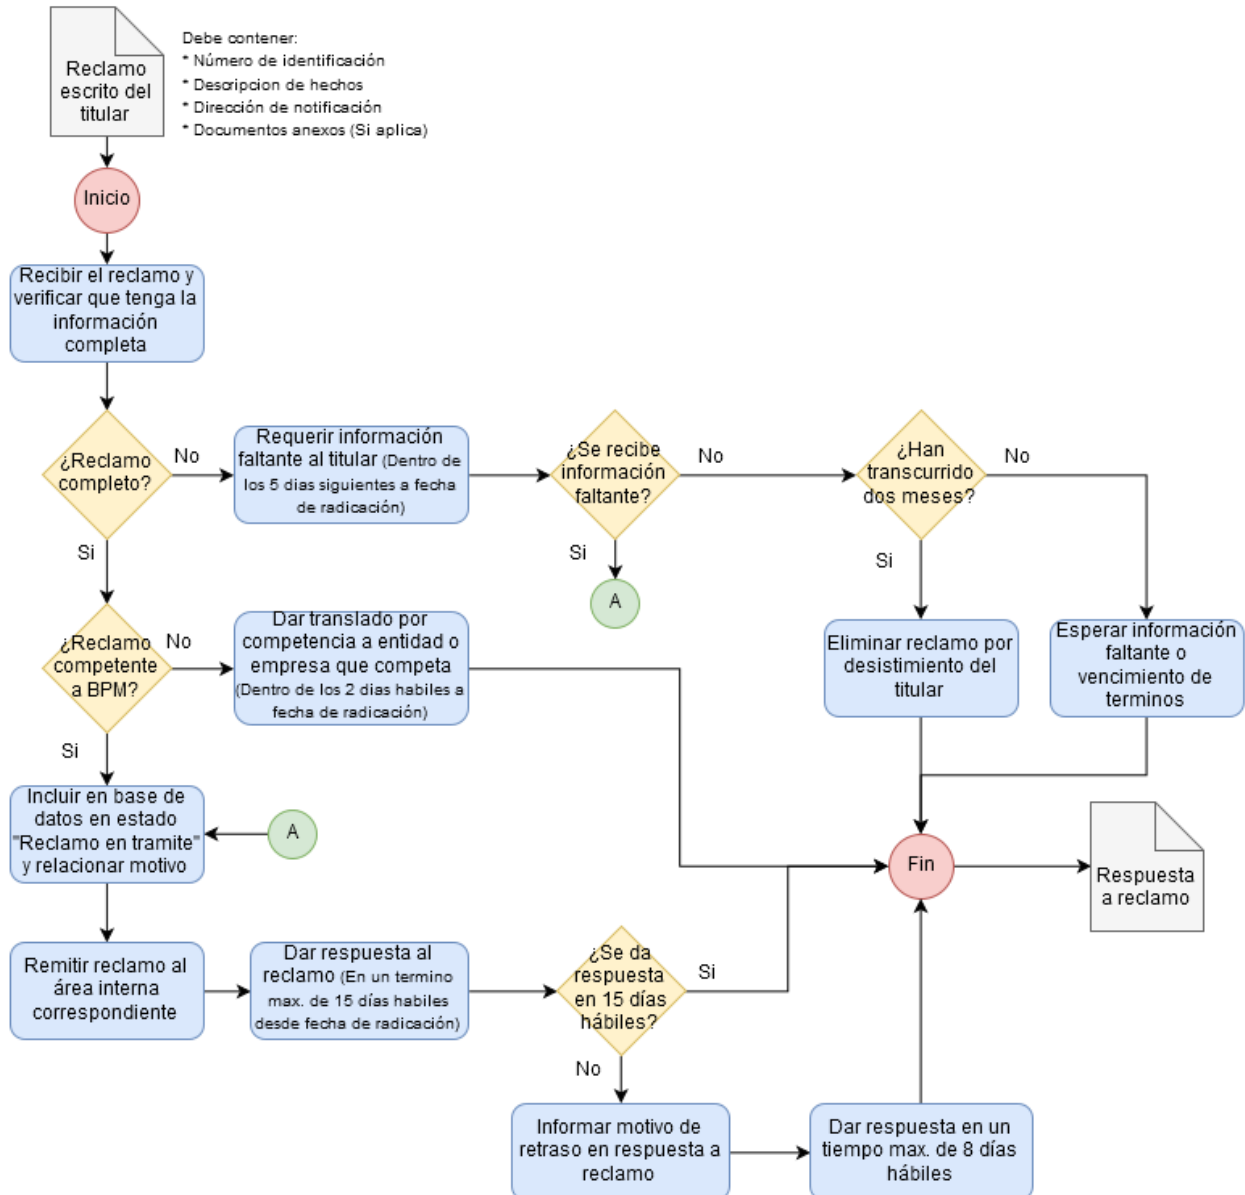 Reclamo
escrito del
titular
Debe contener:
* Número de identificación
* Descripcion de hechos
* Dirección de notificación
* Documentos anexos (Si aplica)
Inicio
Recibir el reclamo y
verificar que tenga la
información
completa
¿Reclamo
completo?
No
Requerir información
faltante al titular (Dentro de
los 5 dias siguientes a fecha
de radicación)
¿Se recibe
información
faltante?
No
¿Han
transcurrido
dos meses?
No
Si
Si
Si
A
¿Reclamo
competente
a BPM?
No
Dar translado por
competencia a entidad o
empresa que competa
(Dentro de los 2 dias habiles a
fecha de radicación)
Eliminar reclamo por
desistimiento del
titular
Esperar información
faltante o
vencimiento de
terminos
Si
Incluir en base de
datos en estado
"Reclamo en tramite"
y relacionar motivo
A
Fin
Respuesta
a reclamo
Remitir reclamo al
área interna
correspondiente
Dar respuesta al
reclamo (En un termino
max. de 15 días habiles
desde fecha de radicación)
¿Se da
respuesta
en 15 días
hábiles?
Si
No
Informar motivo de
retraso en respuesta a
reclamo
Dar respuesta en un
tiempo max. de 8 días
hábiles